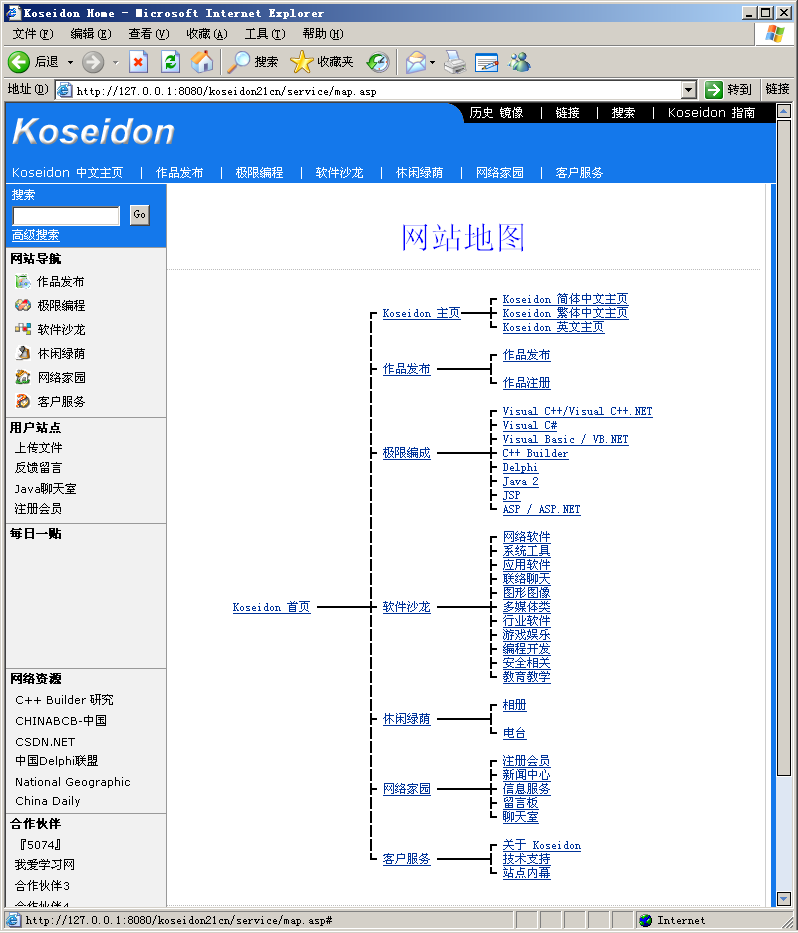 Koseidon Home - Microsoft Internet Explorer
文件(F) 编辑(E) 查看(V) 收藏(A) 工具(T) 帮助(H)
后退 搜索 收藏夹
地址(D) http://127.0.0.1:8080/koseidon21cn/service/map.asp 转到 链接
历史 镜像 | 链接 | 搜索 | Koseidon 指南
Koseidon
Koseidon 中文主页 | 作品发布 | 极限编程 | 软件沙龙 | 休闲绿荫 | 网络家园 | 客户服务
搜索
Go
高级搜索
网站导航
作品发布
极限编程
软件沙龙
休闲绿荫
网络家园
客户服务
用户站点
上传文件
反馈留言
Java聊天室
注册会员
每日一贴
网络资源
C++ Builder 研究
CHINABCB-中国
CSDN.NET
中国Delphi联盟
National Geographic
China Daily
合作伙伴
『5074』
我爱学习网
合作伙伴3
合作伙伴4
网站地图
Koseidon 首页
Koseidon 主页
Koseidon 简体中文主页
Koseidon 繁体中文主页
Koseidon 英文主页
作品发布
作品发布
作品注册
极限编成
Visual C++/Visual C++.NET
Visual C#
Visual Basic / VB.NET
C++ Builder
Delphi
Java 2
JSP
ASP / ASP.NET
软件沙龙
网络软件
系统工具
应用软件
联络聊天
图形图像
多媒体类
行业软件
游戏娱乐
编程开发
安全相关
教育教学
休闲绿荫
相册
电台
网络家园
注册会员
新闻中心
信息服务
留言板
聊天室
客户服务
关于 Koseidon
技术支持
站点内幕
http://127.0.0.1:8080/koseidon21cn/service/map.asp# Internet